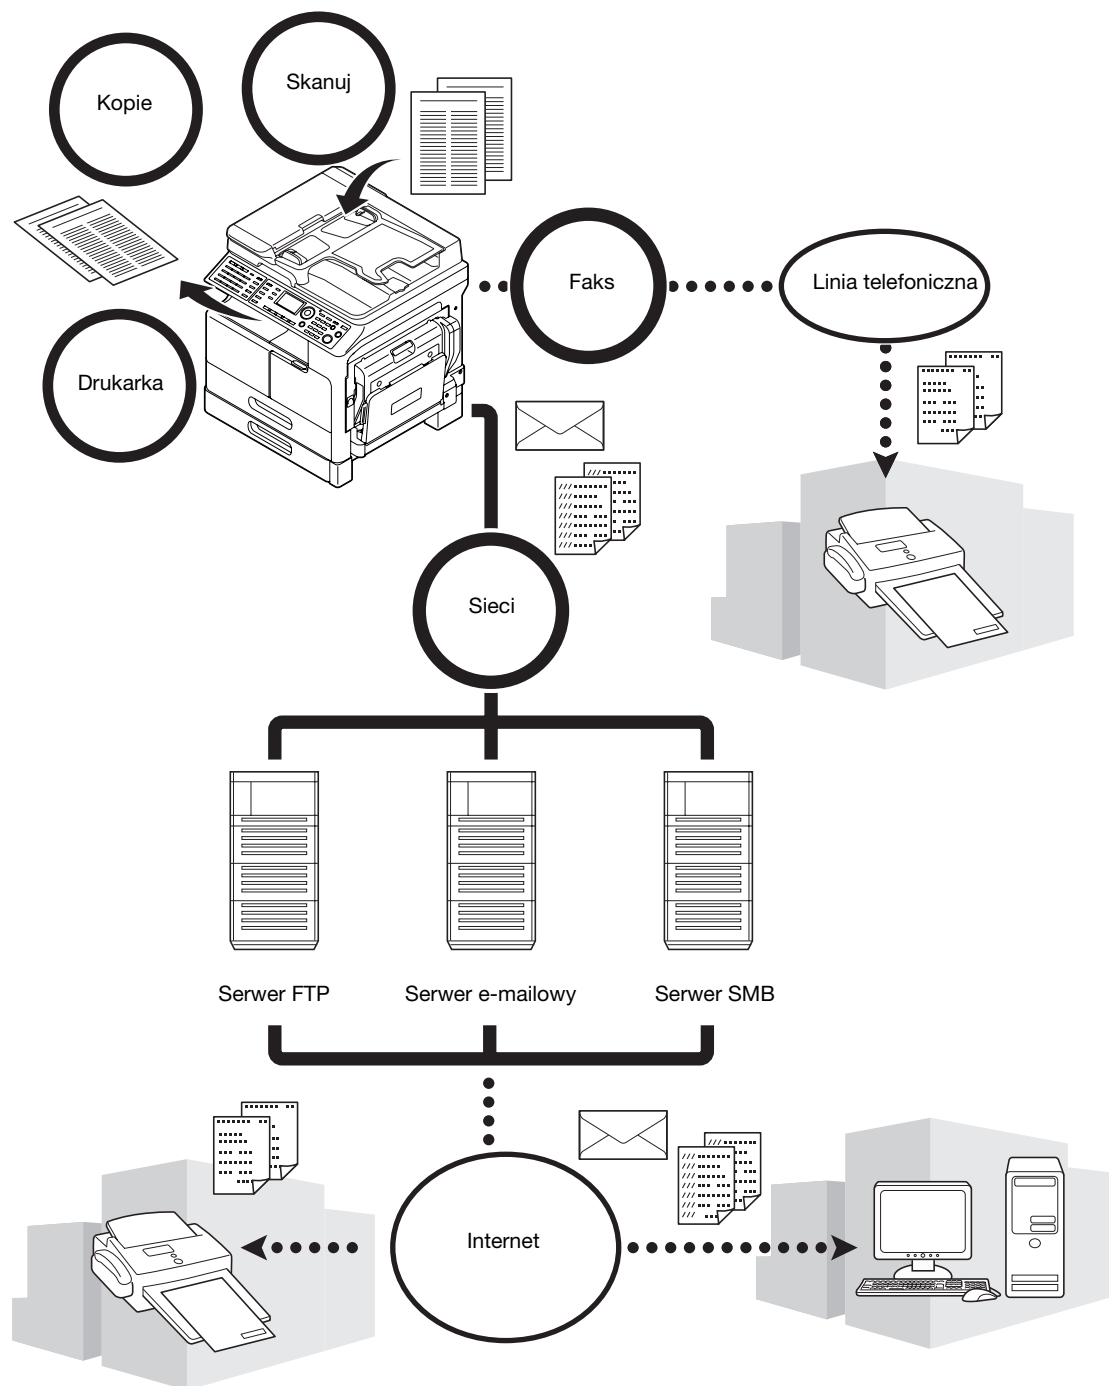 Skanuj
Kopie
Faks
Linia telefoniczna
Drukarka
Sieci
Serwer FTP
Serwer e-mailowy
Serwer SMB
Internet